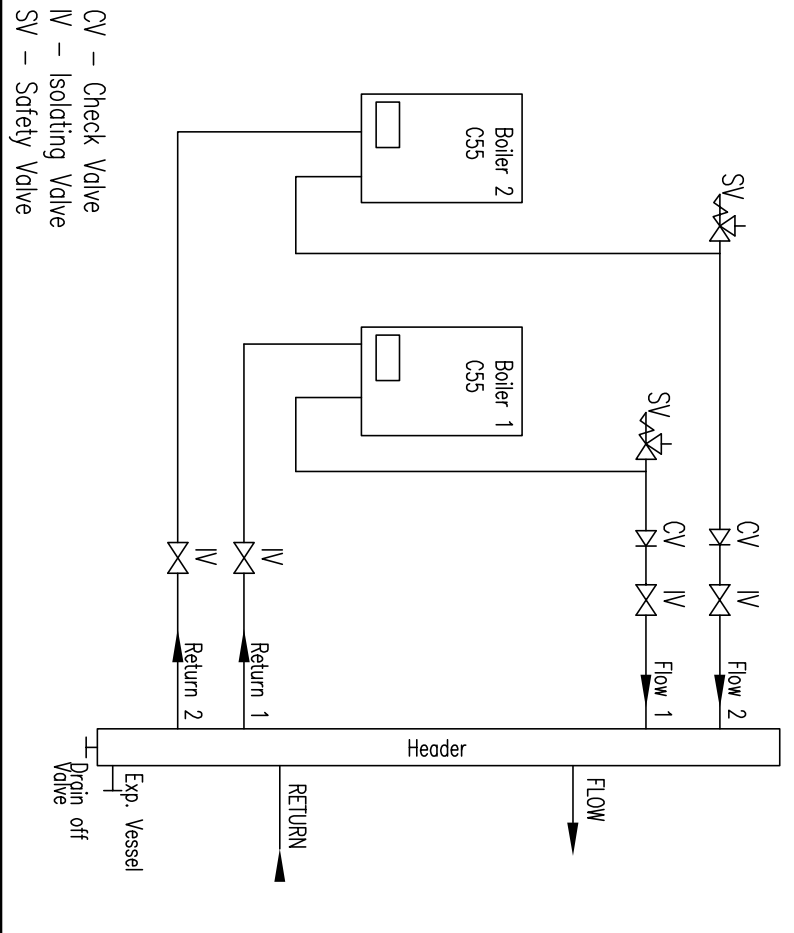 SV
CV
IV
Flow 2
SV
CV
IV
Flow 1
Boiler 2
C55
Boiler 1
C55
IV
Return 1
IV
Return 2
Header
FLOW
RETURN
Exp. Vessel
Drain off
Valve
CV - Check Valve
IV - Isolating Valve
SV - Safety Valve